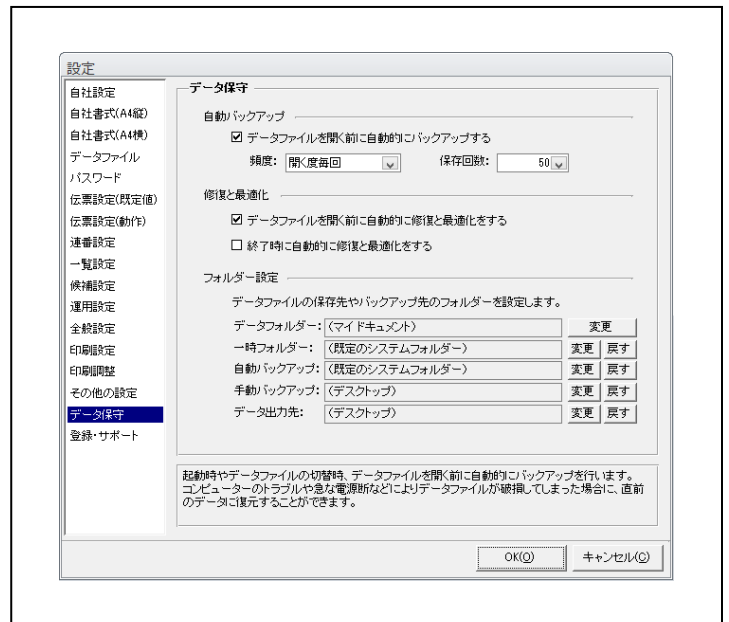 設定
自社設定
自社書式(A4縦)
自社書式(A4横)
データファイル
パスワード
伝票設定(既定値)
伝票設定(動作)
連番設定
一覧設定
候補設定
運用設定
全般設定
印刷設定
印刷調整
その他の設定
データ保守
登録・サポート
データ保守
自動バックアップ
データファイルを開く前に自動的にバックアップする
頻度: 開く度毎回 保存回数: 50
修復と最適化
データファイルを開く前に自動的に修復と最適化をする
終了時に自動的に修復と最適化をする
フォルダー設定
データファイルの保存先やバックアップ先のフォルダーを設定します。
データフォルダー: (マイドキュメント) 変更
一時フォルダー: (既定のシステムフォルダー) 変更 戻す
自動バックアップ: (既定のシステムフォルダー) 変更 戻す
手動バックアップ: (デスクトップ) 変更 戻す
データ出力先: (デスクトップ) 変更 戻す
起動時やデータファイルの切替時、データファイルを開く前に自動的にバックアップを行います。
コンピューターのトラブルや急な電源断などによりデータファイルが破損してしまった場合に、直前
のデータに復元することができます。
OK(O) キャンセル(C)